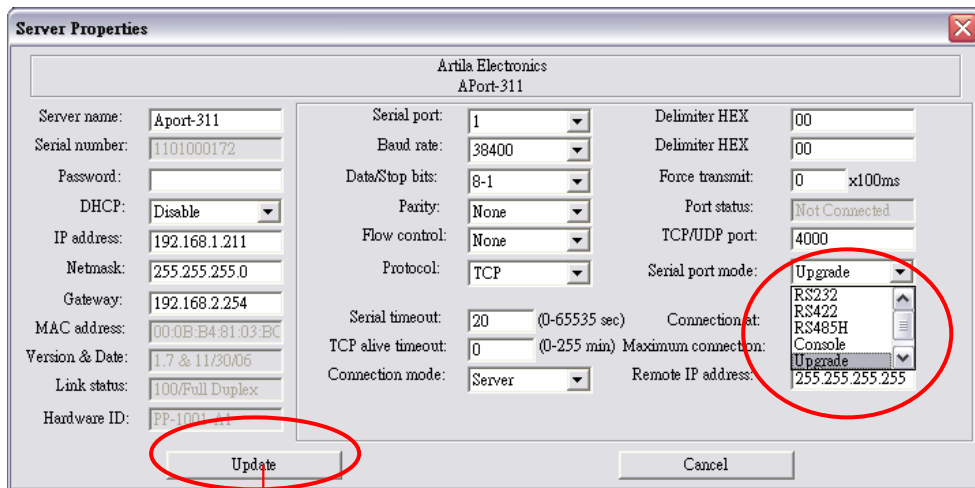 Server Properties
Artila Electronics
APort-311
Server name: Aport-311
Serial number: 1101000172
Password:
DHCP: Disable
IP address: 192.168.1.211
Netmask: 255.255.255.0
Gateway: 192.168.2.254
MAC address: 00:0B:B4:81:03:BC
Version & Date: 1.7 & 11/30/06
Link status: 100/Full Duplex
Hardware ID: PP-1001-A1
Serial port: 1
Baud rate: 38400
Data/Stop bits: 8-1
Parity: None
Flow control: None
Protocol: TCP
Serial timeout: 20 (0-65535 sec)
TCP alive timeout: 0 (0-255 min)
Connection mode: Server
Delimiter HEX 00
Delimiter HEX 00
Force transmit: 0 x100ms
Port status: Not Connected
TCP/UDP port: 4000
Serial port mode: Upgrade
RS232
RS422
RS485H
Console
Upgrade
Connection at:
Maximum connection:
Remote IP address: 255.255.255.255
Update
Cancel